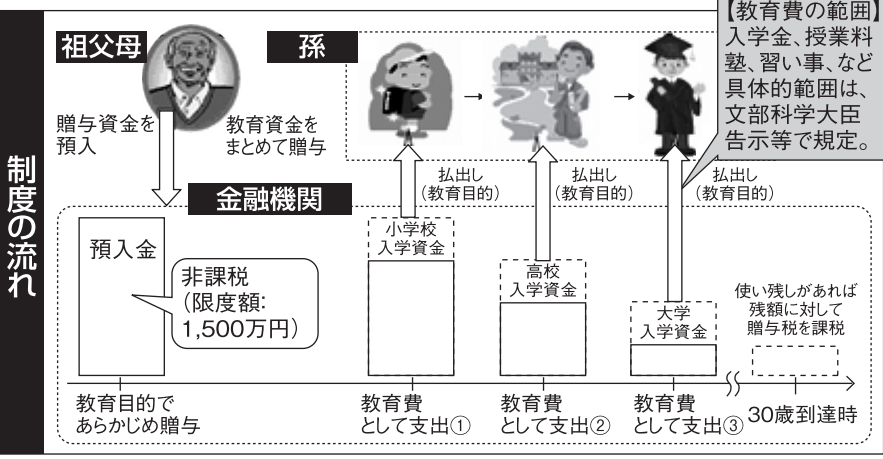 制度の流れ
祖父母
孫
【教育費の範囲】
入学金、授業料
塾、習い事、など
具体的範囲は、
文部科学大臣
告示等で規定。
贈与資金を
預入
教育資金を
まとめて贈与
払出し
(教育目的)
払出し
(教育目的)
払出し
(教育目的)
金融機関
預入金
非課税
(限度額:
1,500万円)
小学校
入学資金
高校
入学資金
大学
入学資金
使い残しがあれば
残額に対して
贈与税を課税
教育目的で
あらかじめ贈与
教育費
として支出①
教育費
として支出②
教育費
として支出③
30歳到達時